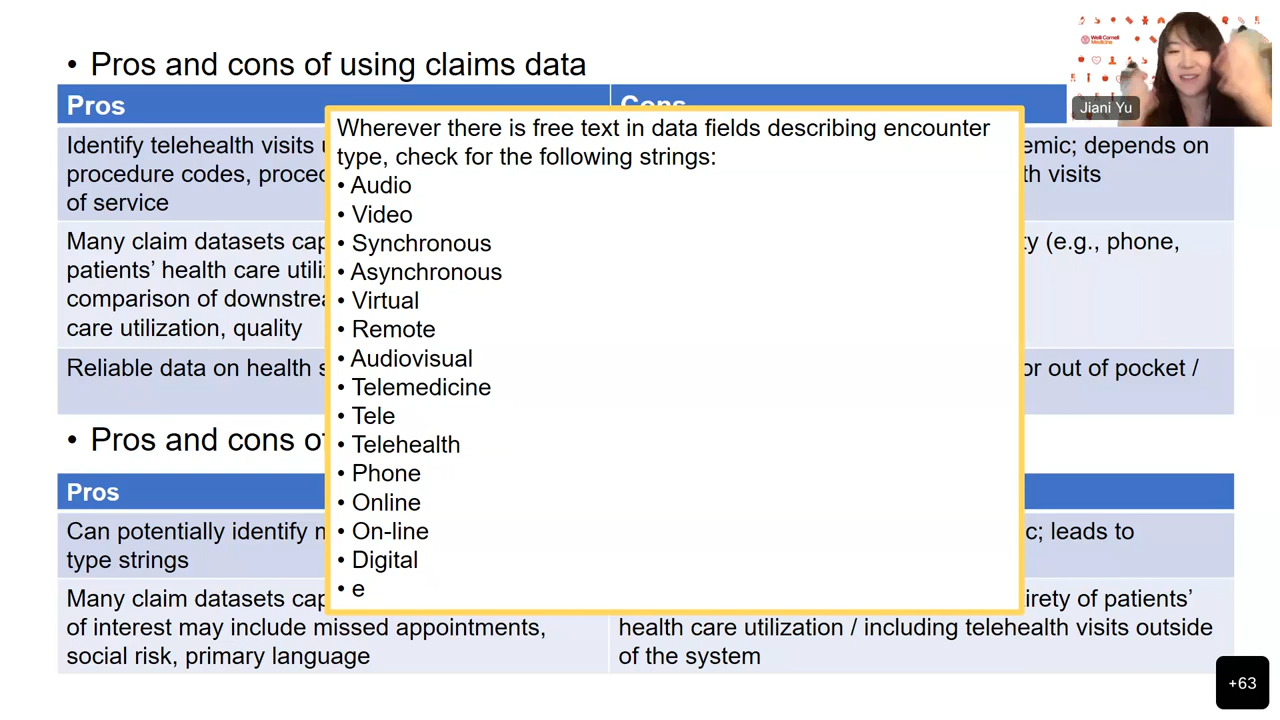 • Pros and cons of using claims data
Pros
Cons
Identify telehealth visits
procedure codes,
of service
emic; depends on
th visits
Many claim datasets
patients’ health care
comparison of
care utilization, quality
ty (e.g., phone,
Reliable data on health
or out of pocket /
Wherever there is free text in data fields describing encounter
type, check for the following strings:
• Audio
• Video
• Synchronous
• Asynchronous
• Virtual
• Remote
• Audiovisual
• Telemedicine
• Tele
• Telehealth
• Phone
• Online
• On-line
• Digital
• e
• Pros and cons
Pros
Can potentially identify
type strings
c; leads to
Many claim datasets
of interest may include missed appointments,
social risk, primary language
irety of patients’
health care utilization / including telehealth visits outside
of the system
Weill Cornell
Medicine
Jiani Yu
+63